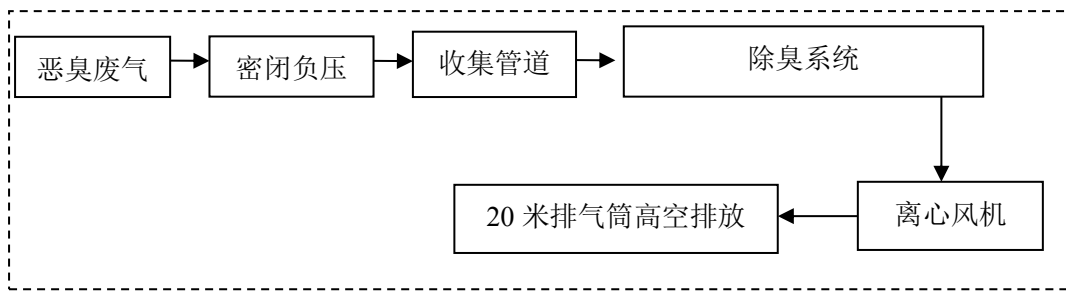 恶臭废气
密闭负压
收集管道
除臭系统
离心风机
20 米排气筒高空排放